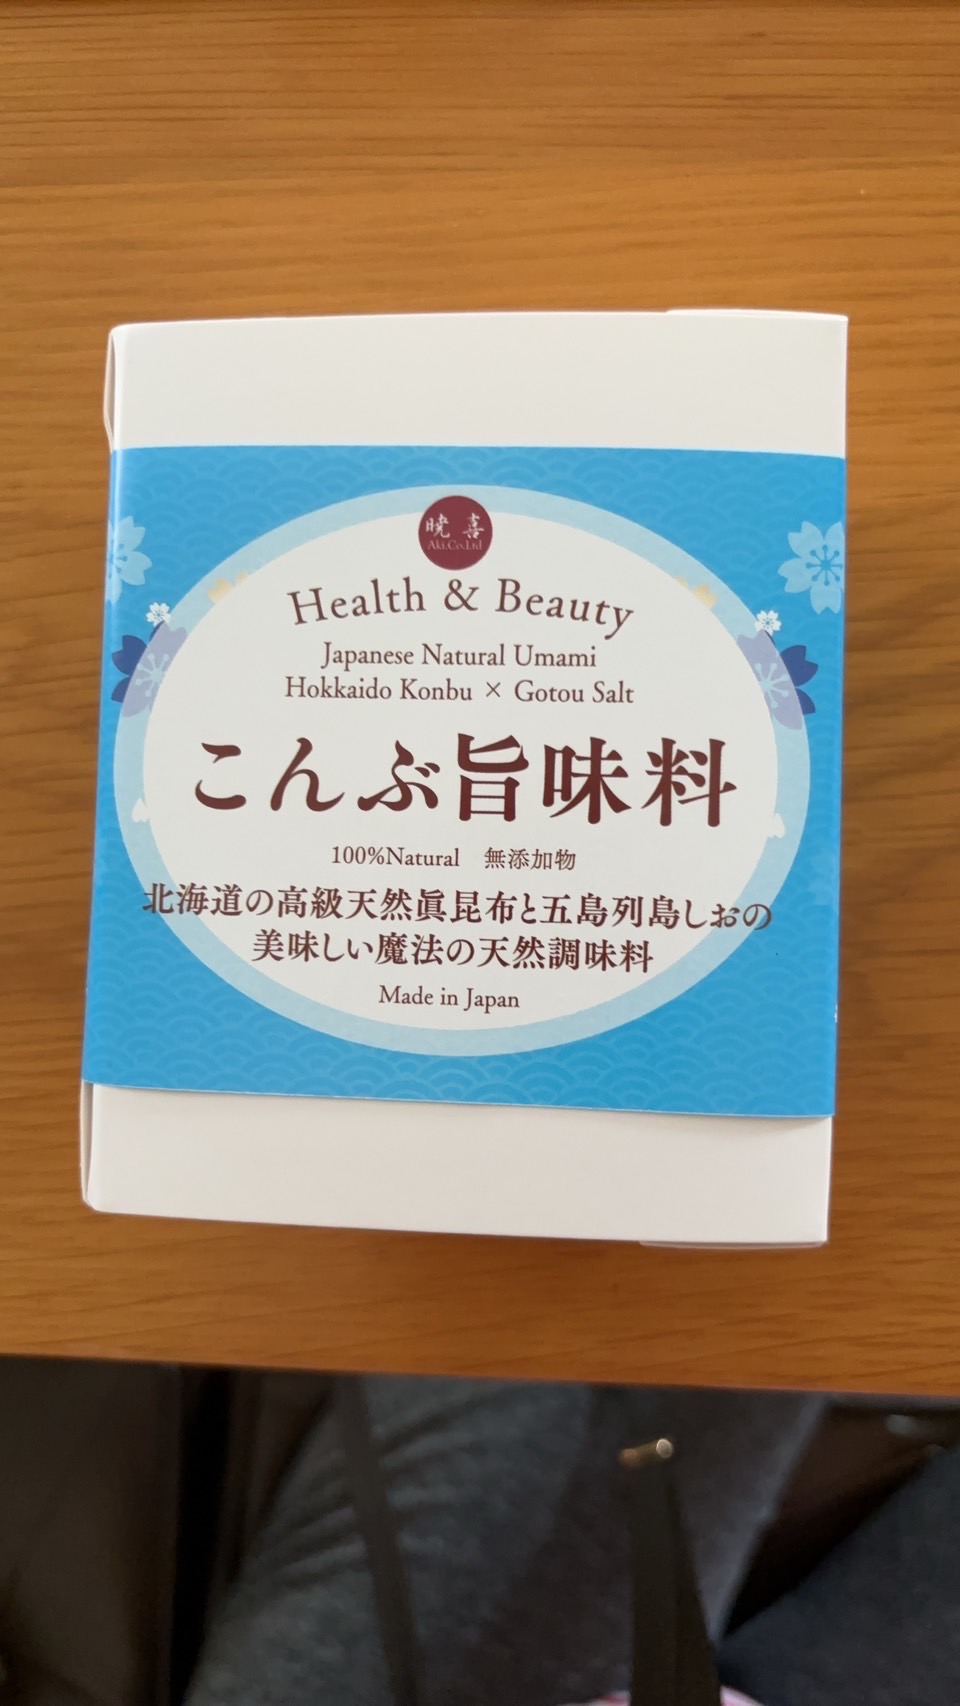 暁 喜
Aki.Co.Ltd
Health & Beauty
Japanese Natural Umami
Hokkaido Konbu × Gotou Salt
こんぶ旨味料
100%Natural 無添加物
北海道の高級天然眞昆布と五島列島しおの
美味しい魔法の天然調味料
Made in Japan